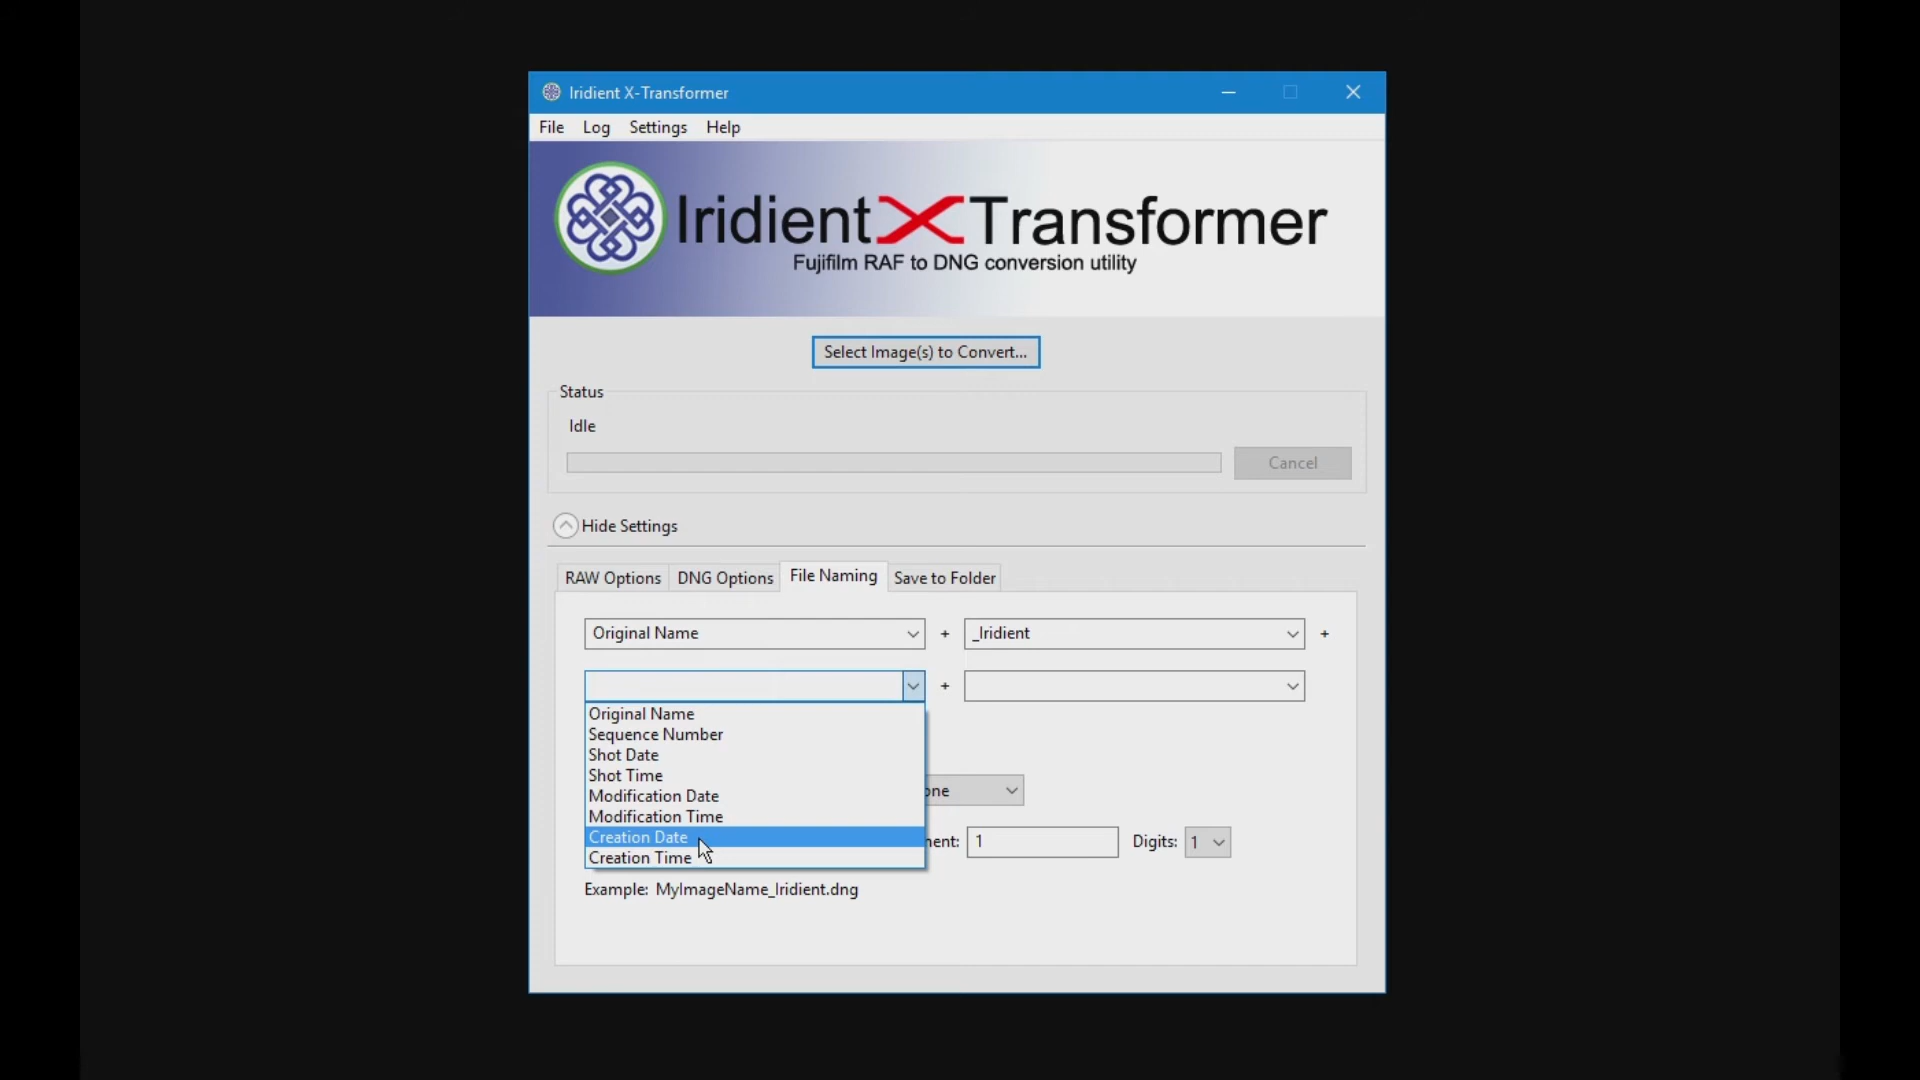 Iridient X-Transformer
File Log Settings Help
Iridient X Transformer
Fujifilm RAF to DNG conversion utility
Select Image(s) to Convert...
Status
Idle
Cancel
Hide Settings
RAW Options DNG Options File Naming Save to Folder
Original Name + _Iridient +
+
Original Name
Sequence Number
Shot Date
Shot Time
Modification Date
one
Modification Time
Creation Date
ment: 1 Digits: 1
Creation Time
Example: MyImageName_Iridient.dng